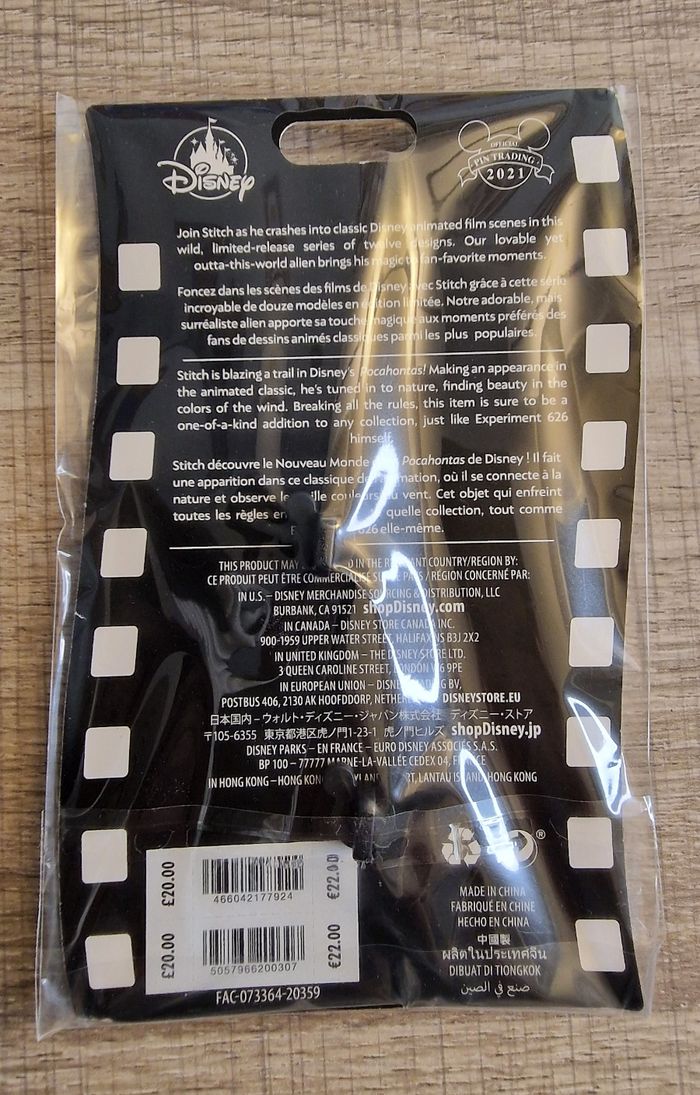 Disney
OFFICIAL
PIN TRADING
2021
Join Stitch as he crashes into classic Disney animated film scenes in this
wild, limited-release series of twelve designs. Our lovable yet
outta-this-world alien brings his magic to fan-favorite moments.
Foncez dans les scènes des films de Disney avec Stitch grâce à cette série
incroyable de douze modèles en édition limitée. Notre adorable, mais
surréaliste alien apporte sa touche magique aux moments préférés des
fans de dessins animés classiques parmi les plus populaires.
Stitch is blazing a trail in Disney's Pocahontas! Making an appearance in
the animated classic, he's tuned in to nature, finding beauty in the
colors of the wind. Breaking all the rules, this item is sure to be a
one-of-a-kind addition to any collection, just like Experiment 626
himself.
Stitch découvre le Nouveau Monde Pocahontas de Disney ! Il fait
une apparition dans ce classique de l'animation, où il se connecte à la
nature et observe les mille couleurs du vent. Cet objet qui enfreint
toutes les règles quelle collection, tout comme
626 elle-même.
THIS PRODUCT MAY IN THE RELEVANT COUNTRY/REGION BY:
CE PRODUIT PEUT ÊTRE COMMERCIALISÉ PAYS / RÉGION CONCERNÉ PAR:
IN U.S. – DISNEY MERCHANDISE SOURCING & DISTRIBUTION, LLC
BURBANK, CA 91521 shopDisney.com
IN CANADA – DISNEY STORE CANADA INC.
900-1959 UPPER WATER STREET, HALIFAX NS B3J 2X2
IN UNITED KINGDOM – THE DISNEY STORE LTD.
3 QUEEN CAROLINE STREET, LONDON W6 9PE
IN EUROPEAN UNION – DISNEY TRADING BV,
POSTBUS 406, 2130 AK HOOFDDORP, DISNEYSTORE.EU
日本国内 – ウォルト・ディズニー・ジャパン株式会社 ディズニー・ストア
〒105-6355 東京都港区虎ノ門1-23-1 虎ノ門ヒルズ shopDisney.jp
DISNEY PARKS – EN FRANCE – EURO DISNEY ASSOCIÉS S.A.S.
BP 100 – 77777 MARNE-LA-VALLÉE CEDEX 04, FRANCE
IN HONG KONG – HONG KONG LANTAU ISLAND, HONG KONG
£20.00
466042177924
€22.00
£20.00
5057966200307
€22.00
FAC-073364-20359
®
MADE IN CHINA
FABRIQUÉ EN CHINE
HECHO EN CHINA
中國製
ผลิตในประเทศจีน
DIBUAT DI TIONGKOK
صنع في الصين